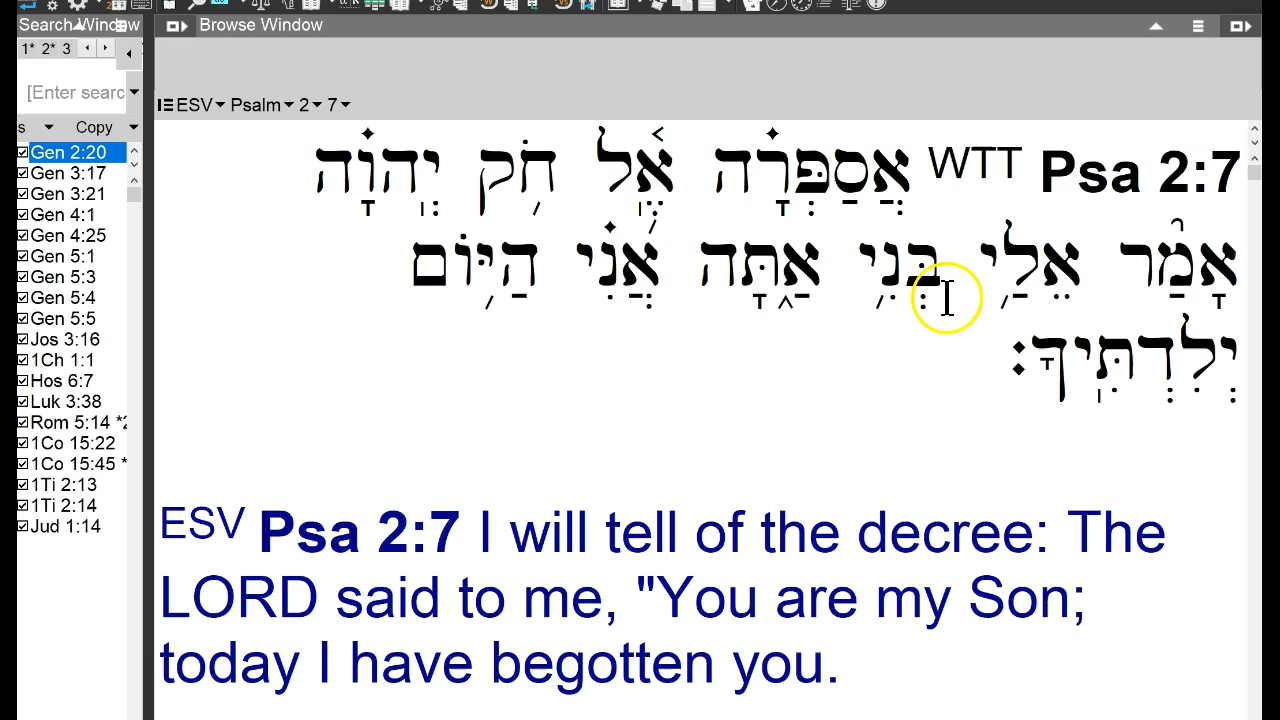 Search Window
Browse Window
1* 2* 3
[Enter searc
s Copy
ESV Psalm 2 7
Gen 2:20
Gen 3:17
Gen 3:21
Gen 4:1
Gen 4:25
Gen 5:1
Gen 5:3
Gen 5:4
Gen 5:5
Jos 3:16
1Ch 1:1
Hos 6:7
Luk 3:38
Rom 5:14 *2
1Co 15:22
1Co 15:45 *
1Ti 2:13
1Ti 2:14
Jud 1:14
WTT Psa 2:7 אֲסַפְּרָ֗ה אֶֽ֫ל חֹ֥ק יְֽהוָ֗ה
אָמַ֘ר אֵלַ֥י בְּנִ֥י אַ֑תָּה אֲ֝נִ֗י הַיּ֥וֹם
יְלִדְתִּֽיךָ׃
ESV Psa 2:7 I will tell of the decree: The
LORD said to me, "You are my Son;
today I have begotten you.